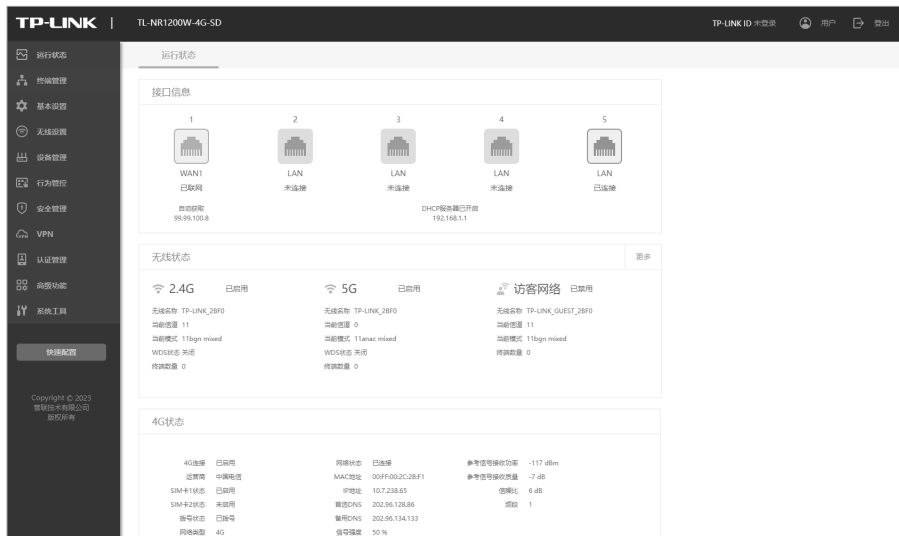 TP-LINK | TL-NR1200W-4G-SD TP-LINK ID 未登录 用户 登出
运行状态
终端管理
基本设置
无线设置
设备管理
行为管控
安全管理
VPN
认证管理
高级功能
系统工具
快速配置
Copyright © 2023
普联技术有限公司
版权所有
运行状态
接口信息
1 2 3 4 5
WAN1 LAN LAN LAN LAN
已联网 未连接 未连接 未连接 已连接
自动获取 DHCP服务器已开启
99.99.100.8 192.168.1.1
无线状态 更多
2.4G 已启用 5G 已启用 访客网络 已禁用
无线名称 TP-LINK_2BF0 无线名称 TP-LINK_2BF0 无线名称 TP-LINK_GUEST_2BF0
当前信道 11 当前信道 0 当前信道 11
当前模式 11bgn mixed 当前模式 11anac mixed 当前模式 11bgn mixed
WDS状态 关闭 WDS状态 关闭 终端数量 0
终端数量 0 终端数量 0
4G状态
4G连接 已启用 网络状态 已连接 参考信号接收功率 -117 dBm
运营商 中国电信 MAC地址 00:FF:00:2C:2B:F1 参考信号接收质量 -7 dB
SIM卡1状态 已启用 IP地址 10.7.238.65 信噪比 6 dB
SIM卡2状态 未启用 首选DNS 202.96.128.86 频段 1
拨号状态 已拨号 备用DNS 202.96.134.133
网络类型 4G 信号强度 50 %